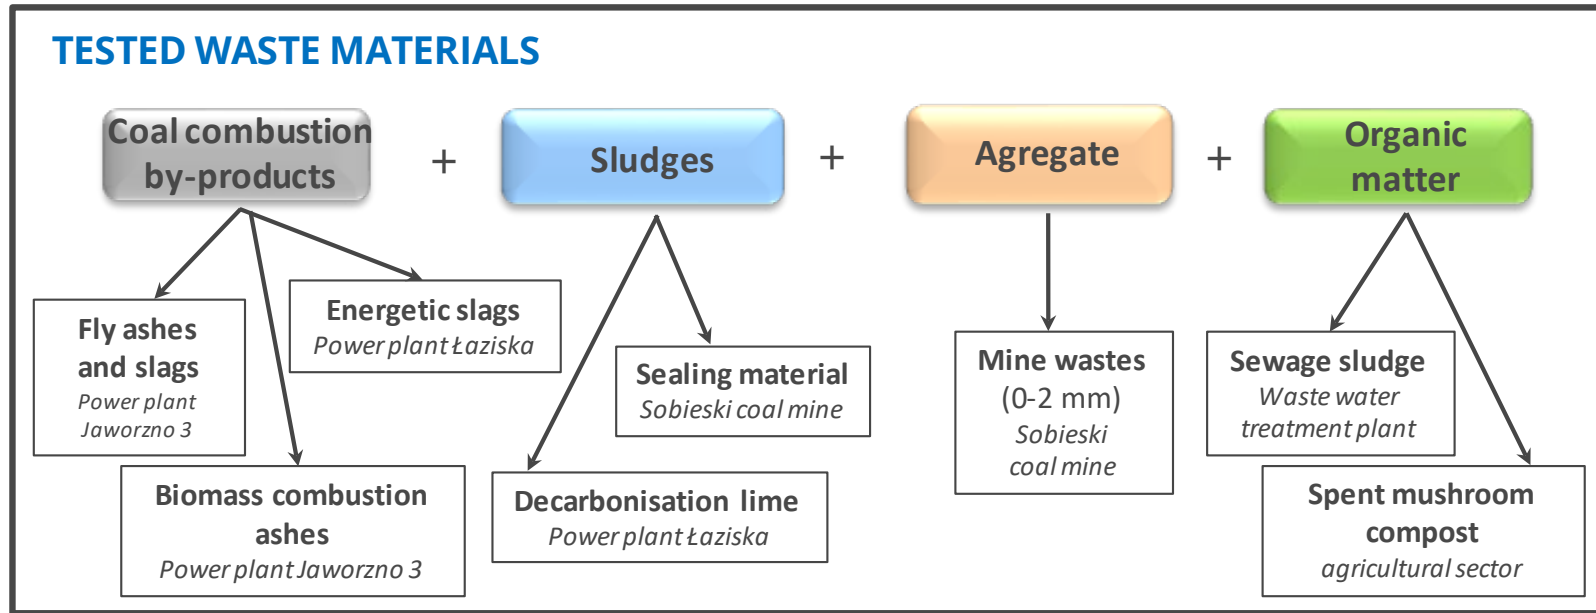 TESTED WASTE MATERIALS
Coal combustion
by-products
+
Sludges
+
Agregate
+
Organic
matter
Fly ashes
and slags
Power plant
Jaworzno 3
Energetic slags
Power plant Łaziska
Biomass combustion
ashes
Power plant Jaworzno 3
Sealing material
Sobieski coal mine
Decarbonisation lime
Power plant Łaziska
Mine wastes
(0-2 mm)
Sobieski
coal mine
Sewage sludge
Waste water
treatment plant
Spent mushroom
compost
agricultural sector